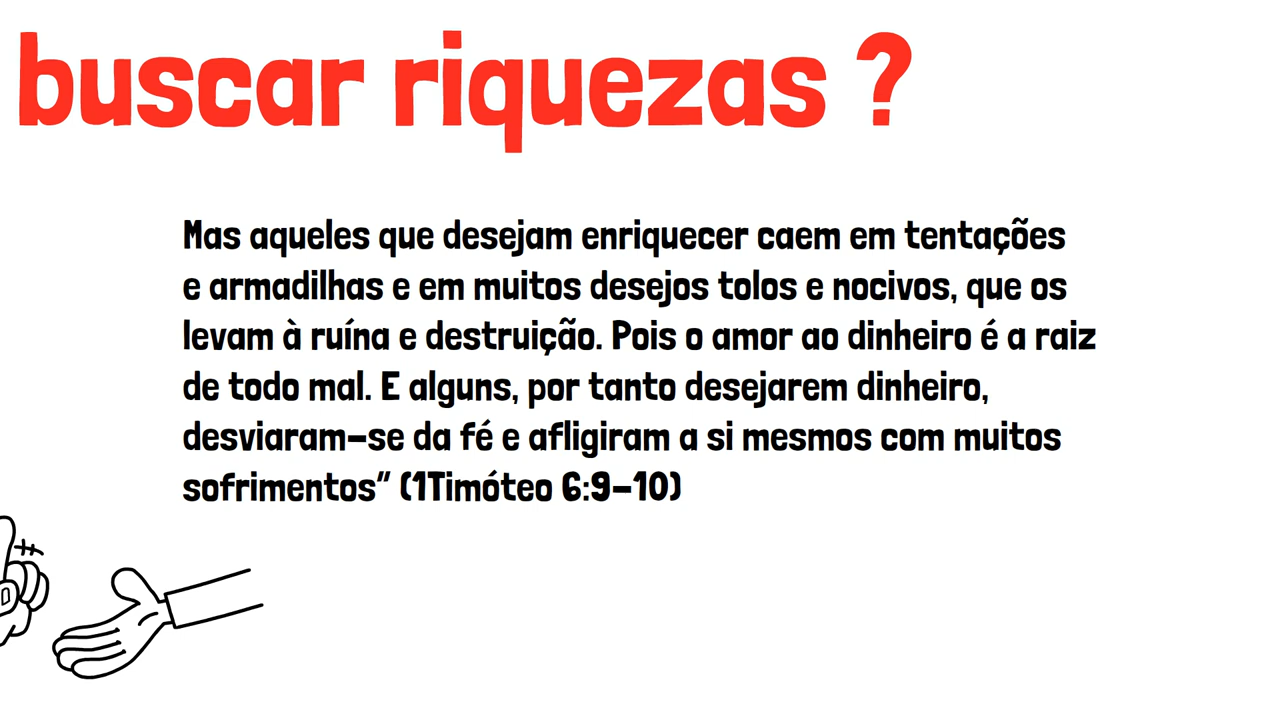 buscar riquezas ?
Mas aqueles que desejam enriquecer caem em tentações
e armadilhas e em muitos desejos tolos e nocivos, que os
levam à ruína e destruição. Pois o amor ao dinheiro é a raiz
de todo mal. E alguns, por tanto desejarem dinheiro,
desviaram-se da fé e afligiram a si mesmos com muitos
sofrimentos” (1Timóteo 6:9-10)